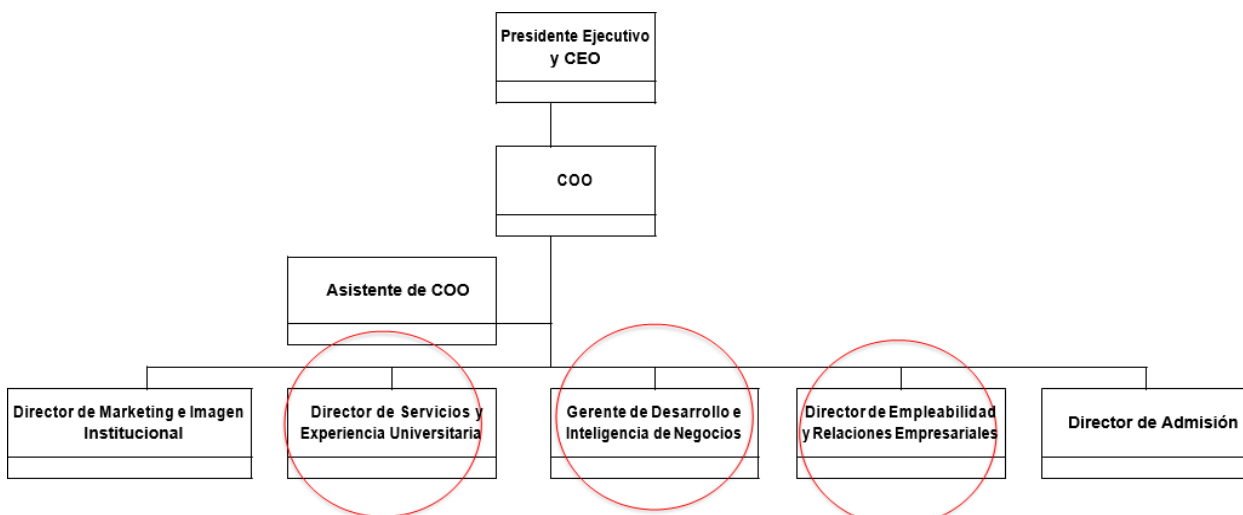 Presidente Ejecutivo
y CEO
COO
Asistente de COO
Director de Marketing e Imagen
Institucional
Director de Servicios y
Experiencia Universitaria
Gerente de Desarrollo e
Inteligencia de Negocios
Director de Empleabilidad
y Relaciones Empresariales
Director de Admisión